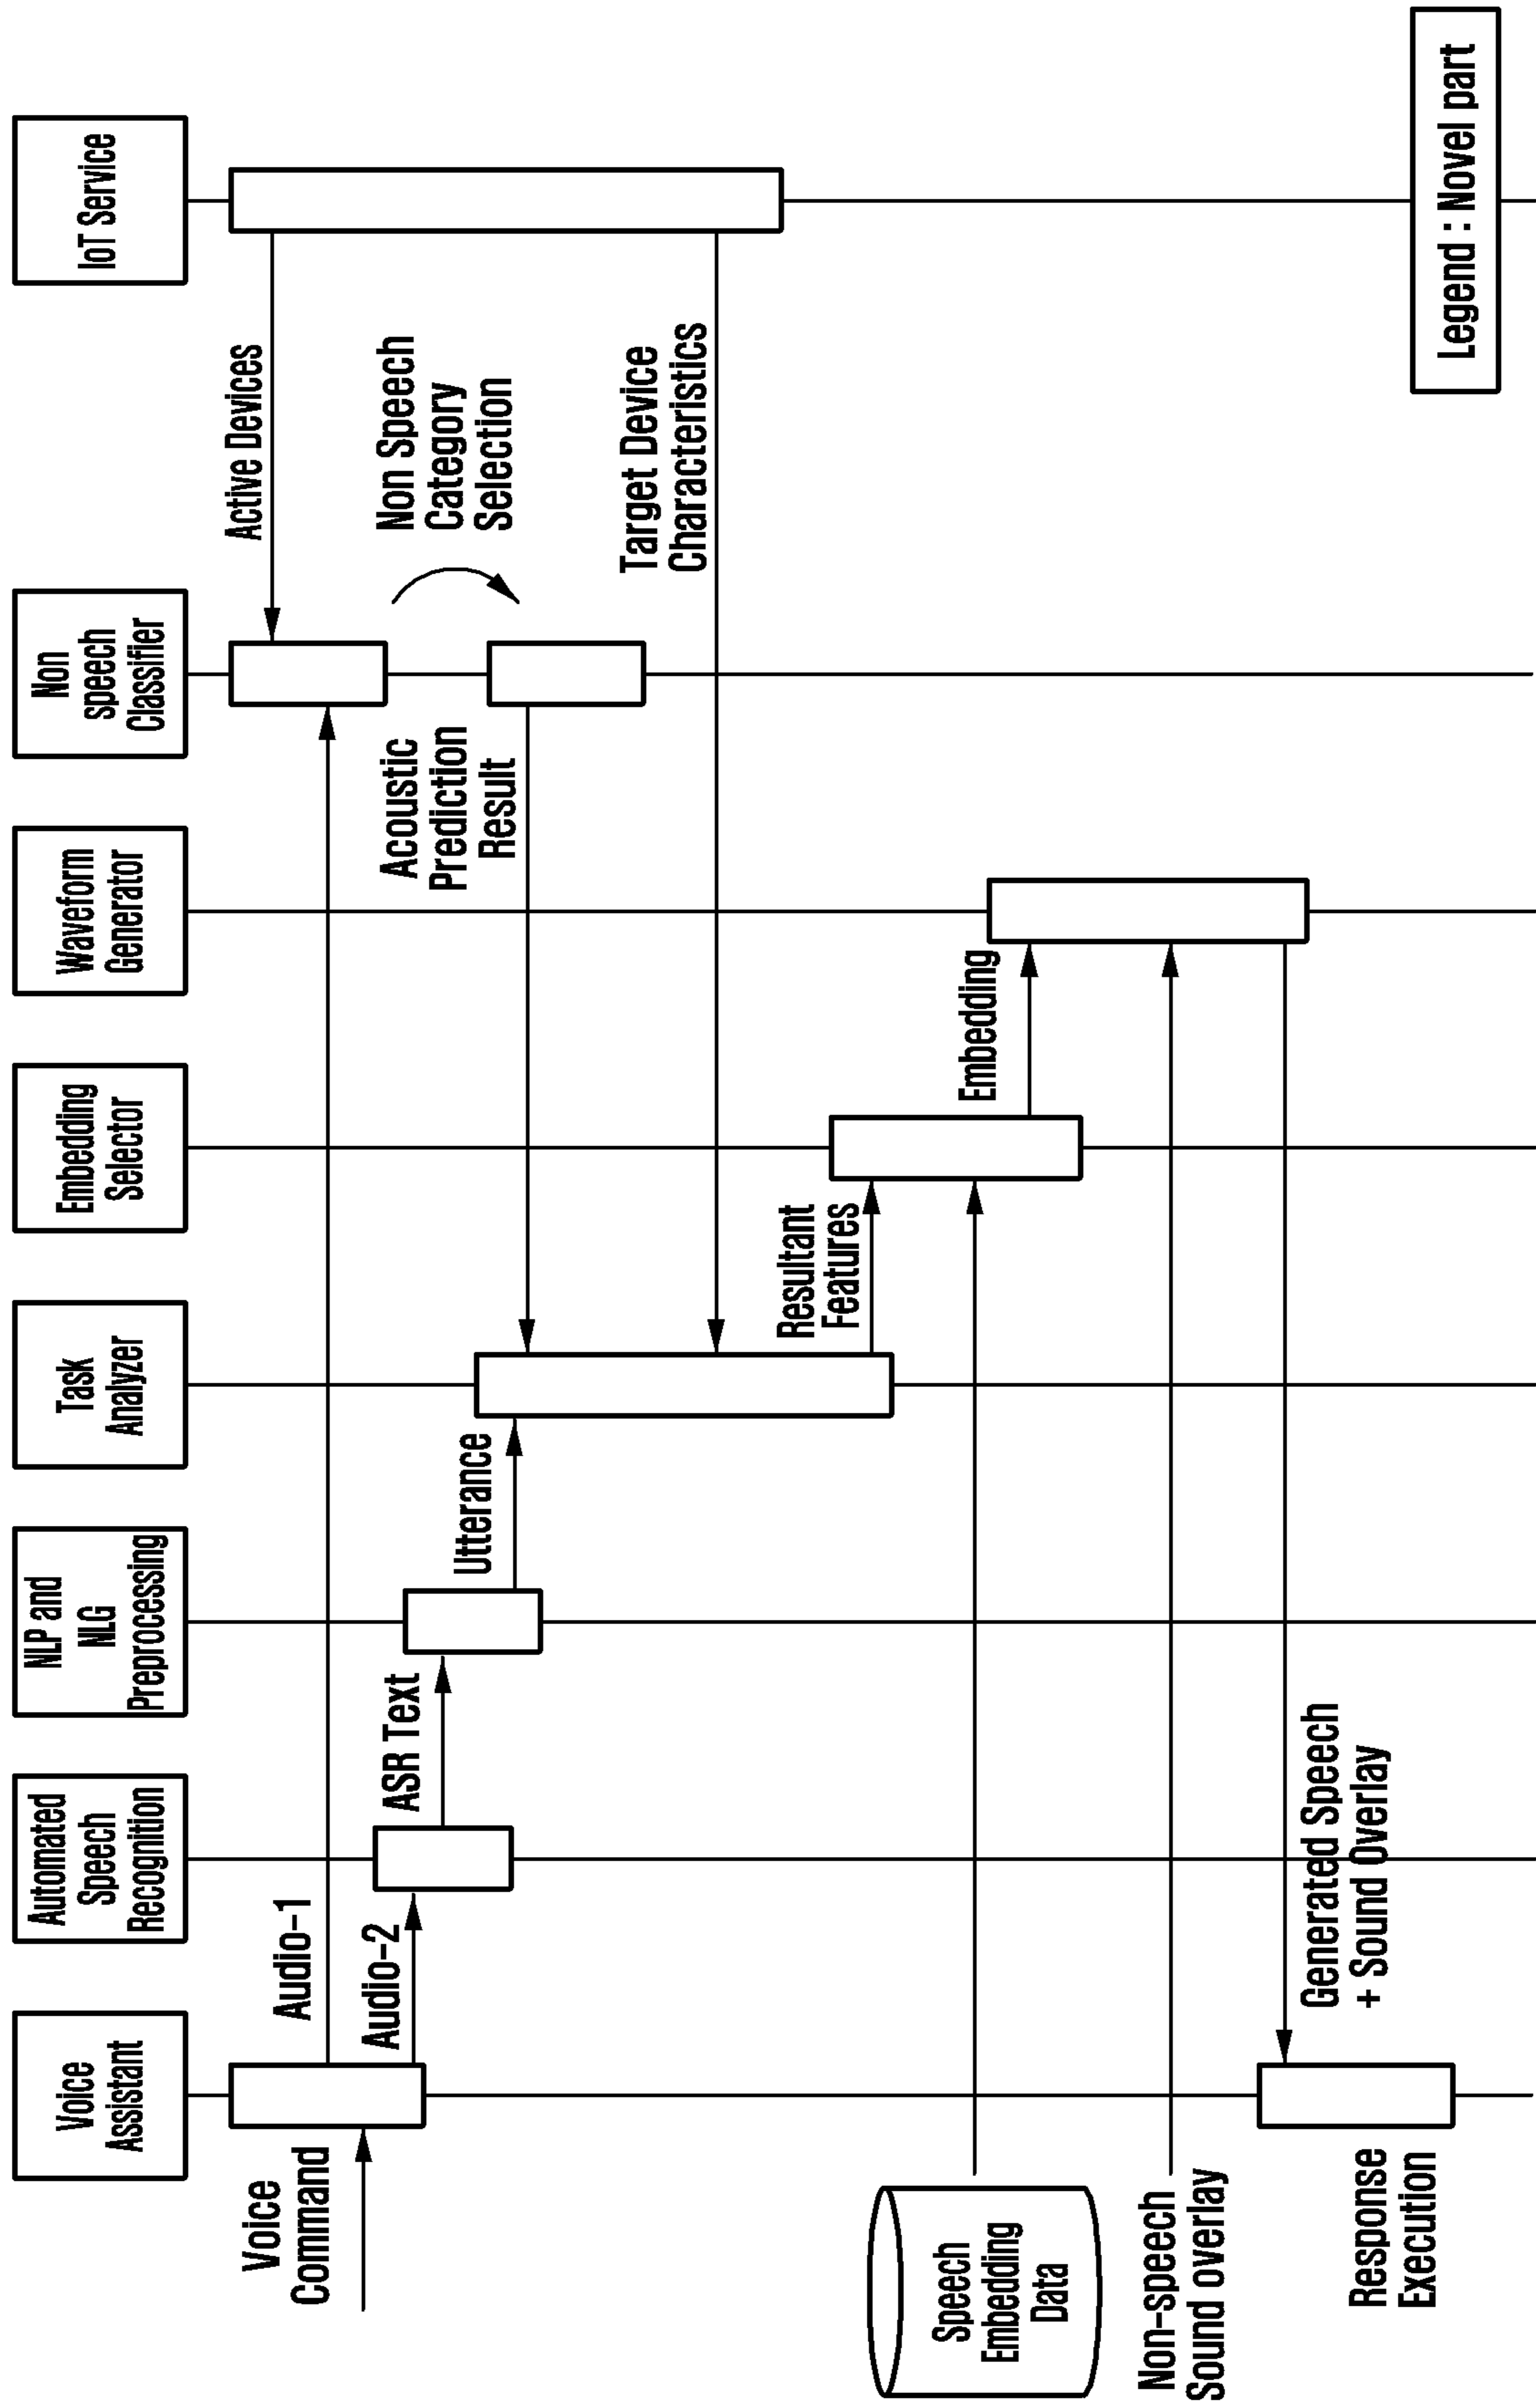 Voice
Assistant
Automated
Speech
Recognition
NLP and
NLG
Preprocessing
Task
Analyzer
Embedding
Selector
Waveform
Generator
Non
speech
Classifier
IoT Service
Voice
Command
Audio-1
Audio-2
ASR Text
Utterance
Active Devices
Non Speech
Category
Selection
Acoustic
Prediction
Result
Target Device
Characteristics
Resultant
Features
Speech
Embedding
Data
Embedding
Non-speech
Sound overlay
Generated Speech
+ Sound Overlay
Response
Execution
Legend : Novel part